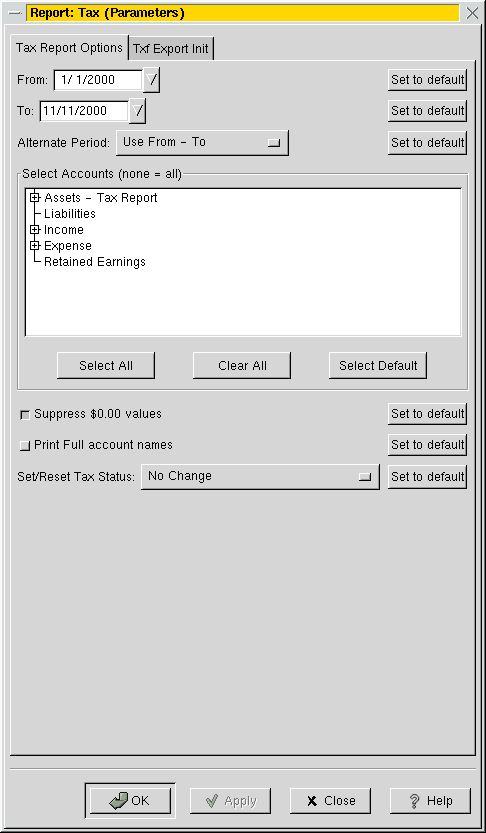 Report: Tax (Parameters)
Tax Report Options
Txf Export Init
From: 1/ 1/2000 Set to default
To: 11/11/2000 Set to default
Alternate Period: Use From - To Set to default
Select Accounts (none = all)
Assets - Tax Report
Liabilities
Income
Expense
Retained Earnings
Select All Clear All Select Default
Suppress $0.00 values Set to default
Print Full account names Set to default
Set/Reset Tax Status: No Change Set to default
OK Apply Close Help